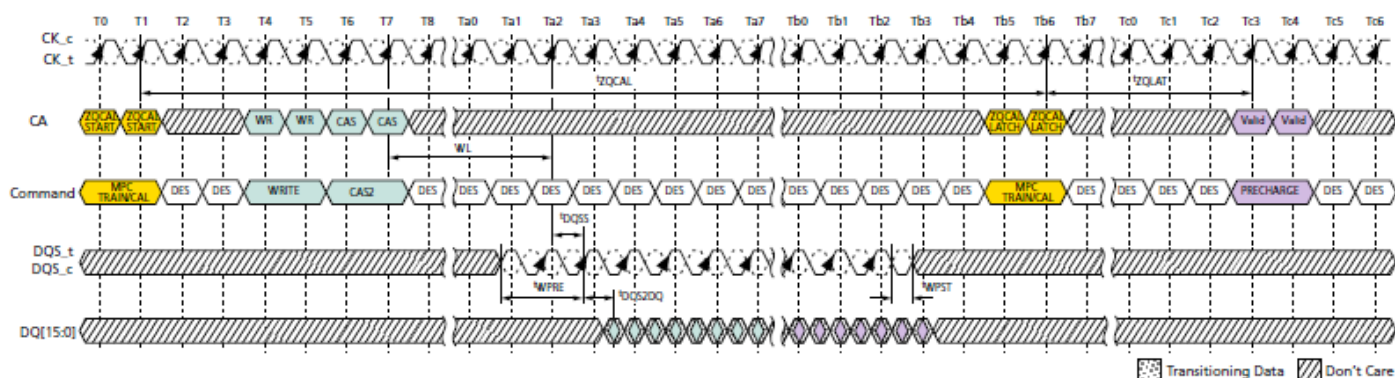 T0 T1 T2 T3 T4 T5 T6 T7 T8 Ta0 Ta1 Ta2 Ta3 Ta4 Ta5 Ta6 Ta7 Tb0 Tb1 Tb2 Tb3 Tb4 Tb5 Tb6 Tb7 Tc0 Tc1 Tc2 Tc3 Tc4 Tc5 Tc6
CK_c
CK_t
tZQCAL tZQLAT
CA ZQCAL START ZQCAL START WR WR CAS CAS ZQCAL LATCH ZQCAL LATCH Valid Valid
WL
Command MPC TRAIN/CAL DES DES WRITE CAS2 DES DES DES DES DES DES DES DES DES DES DES DES DES DES MPC TRAIN/CAL DES DES DES DES PRECHARGE DES DES
tDQSS
DQS_t
DQS_c
tWPRE tDQS2DQ tWPST
DQ[15:0]
Transitioning Data Don't Care